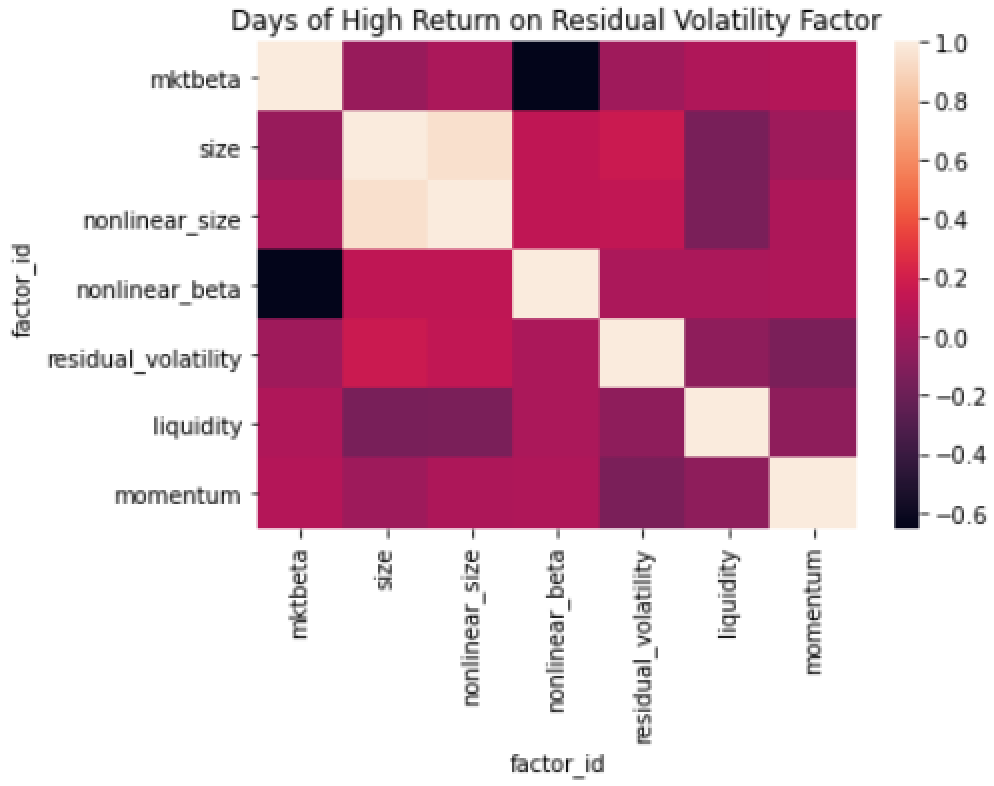 Days of High Return on Residual Volatility Factor
mktbeta
size
nonlinear_size
nonlinear_beta
residual_volatility
liquidity
momentum
factor_id
mktbeta
size
nonlinear_size
nonlinear_beta
residual_volatility
liquidity
momentum
factor_id
1.0
0.8
0.6
0.4
0.2
0.0
−0.2
−0.4
−0.6